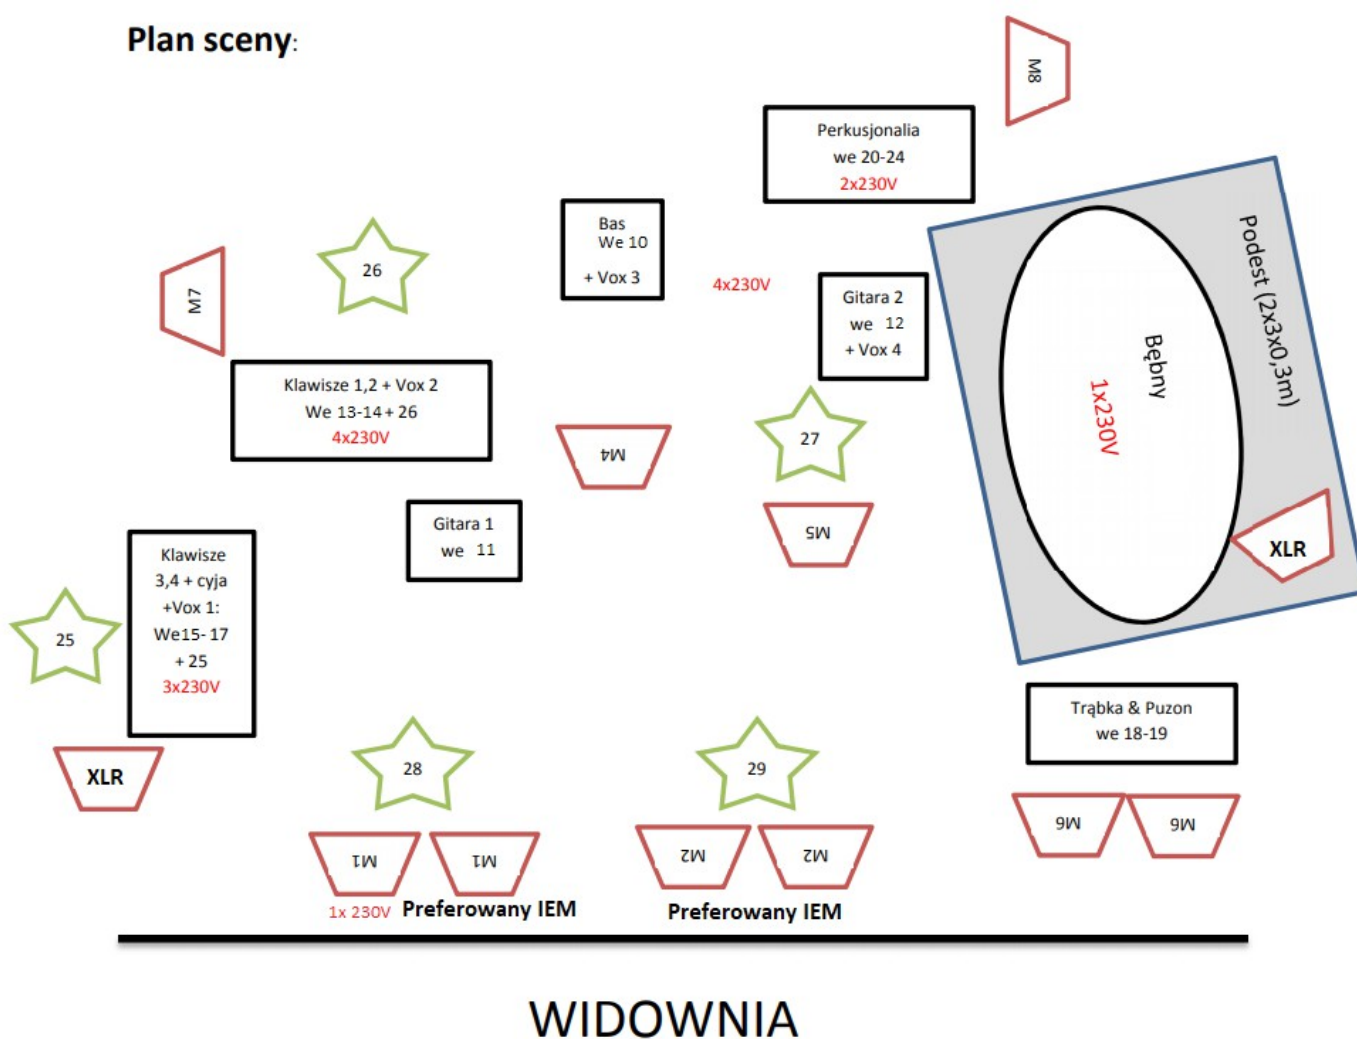 Plan sceny:
M8
Perkusjonalia
we 20-24
2x230V
Bas
We 10
+ Vox 3
26
M7
4x230V
Gitara 2
we 12
+ Vox 4
Podest (2x3x0,3m)
Bębny
1x230V
Klawisze 1,2 + Vox 2
We 13-14 + 26
4x230V
M4
27
M5
Gitara 1
we 11
XLR
Klawisze
3,4 + cyja
+Vox 1:
We15- 17
+ 25
3x230V
25
Trąbka & Puzon
we 18-19
XLR
28
29
M6
M6
M1
M1
M2
M2
1x 230V
Preferowany IEM
Preferowany IEM
WIDOWNIA